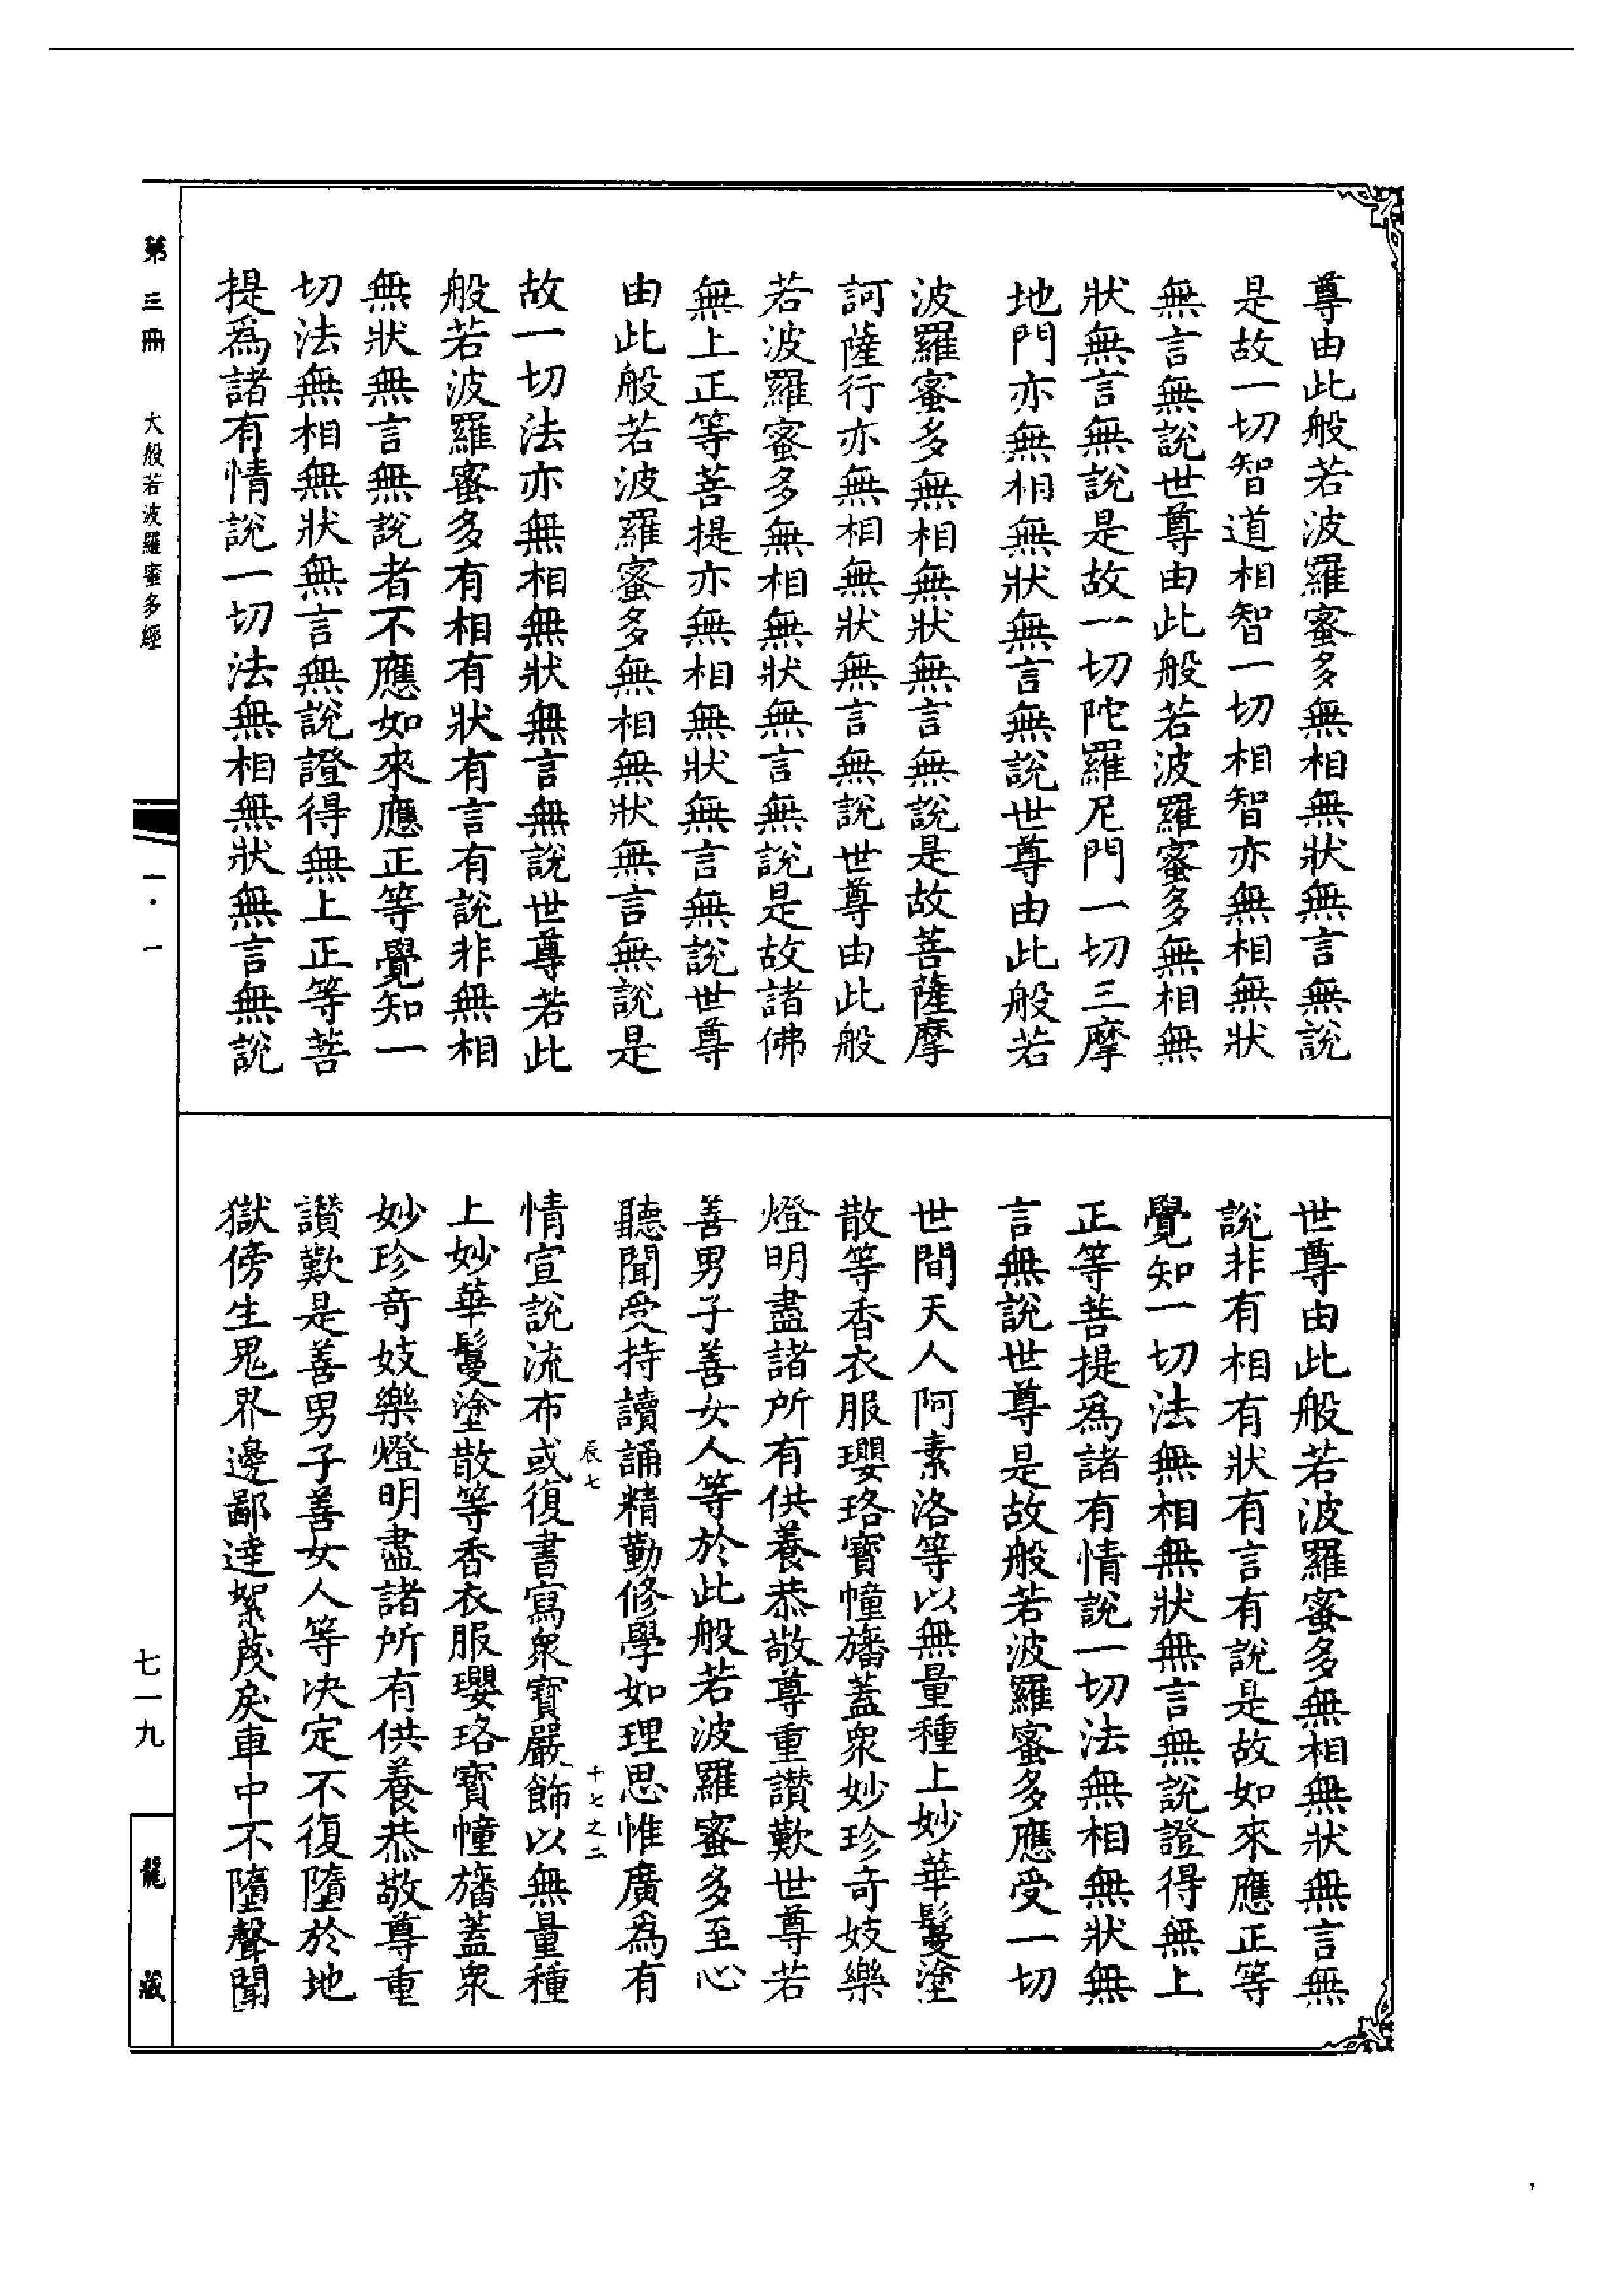 尊由此般若波羅蜜多無相無狀無言無說
是故一切智道相智一切相智亦無相無狀
無言無說世尊由此般若波羅蜜多無相無
狀無言無說是故一切陀羅尼門一切三摩
地門亦無相無狀無言無說世尊由此般若
波羅蜜多無相無狀無言無說是故菩薩摩
訶薩行亦無相無狀無言無說世尊由此般
若波羅蜜多無相無狀無言無說是故諸佛
無上正等菩提亦無相無狀無言無說世尊
由此般若波羅蜜多無相無狀無言無說是
故一切法亦無相無狀無言無說世尊若此
般若波羅蜜多有相有狀有言有說非無相
無狀無言無說者不應如來應正等覺知一
切法無相無狀無言無說證得無上正等菩
提爲諸有情說一切法無相無狀無言無說
世尊由此般若波羅蜜多無相無狀無言無
說非有相有狀有言有說是故如來應正等
覺知一切法無相無狀無言無說證得無上
正等菩提爲諸有情說一切法無相無狀無
言無說世尊是故般若波羅蜜多應受一切
世間天人阿素洛等以無量種上妙華鬘塗
散等香衣服瓔珞寶幢旛蓋衆妙珍奇妓樂
燈明盡諸所有供養恭敬尊重讚歎世尊若
善男子善女人等於此般若波羅蜜多至心
聽聞受持讀誦精勤修學如理思惟廣爲有
辰七 十七之二
情宣說流布或復書寫衆寶嚴飾以無量種
上妙華鬘塗散等香衣服瓔珞寶幢旛蓋衆
妙珍奇妓樂燈明盡諸所有供養恭敬尊重
讚歎是善男子善女人等決定不復墮於地
獄傍生鬼界邊鄙達絮蔑戾車中不墮聲聞
第三冊 大般若波羅蜜多經 一·一 七一九 龍藏